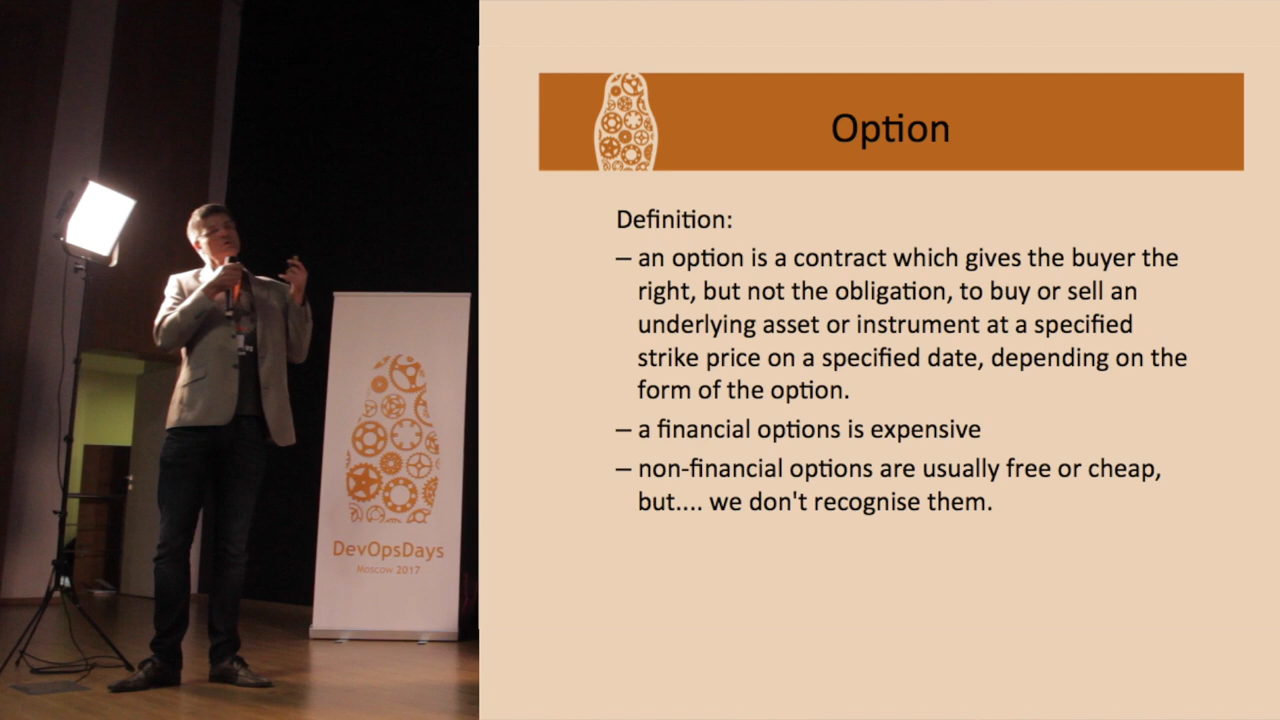 Option
Definition:
– an option is a contract which gives the buyer the
right, but not the obligation, to buy or sell an
underlying asset or instrument at a specified
strike price on a specified date, depending on the
form of the option.
– a financial options is expensive
– non-financial options are usually free or cheap,
but.... we don't recognise them.
DevOpsDays
Moscow 2017